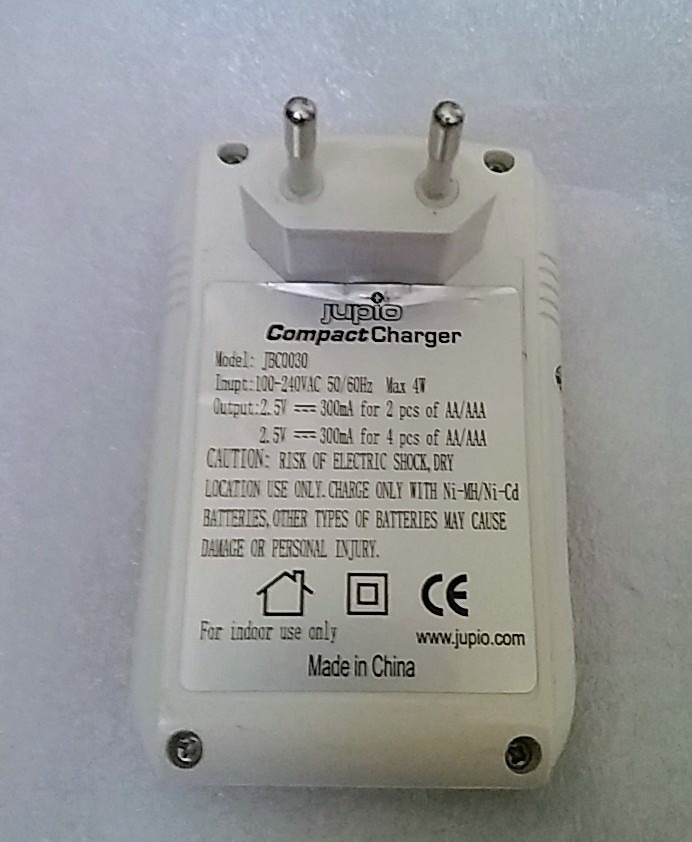 jupio
Compact Charger
Model: JBC0030
Inupt:100-240VAC 50/60Hz Max 4W
Output:2.5V ⎓ 300mA for 2 pcs of AA/AAA
2.5V ⎓ 300mA for 4 pcs of AA/AAA
CAUTION: RISK OF ELECTRIC SHOCK,DRY
LOCATION USE ONLY.CHARGE ONLY WITH Ni-MH/Ni-Cd
BATTERIES,OTHER TYPES OF BATTERIES MAY CAUSE
DAMAGE OR PERSONAL INJURY.
CE
For indoor use only
www.jupio.com
Made in China